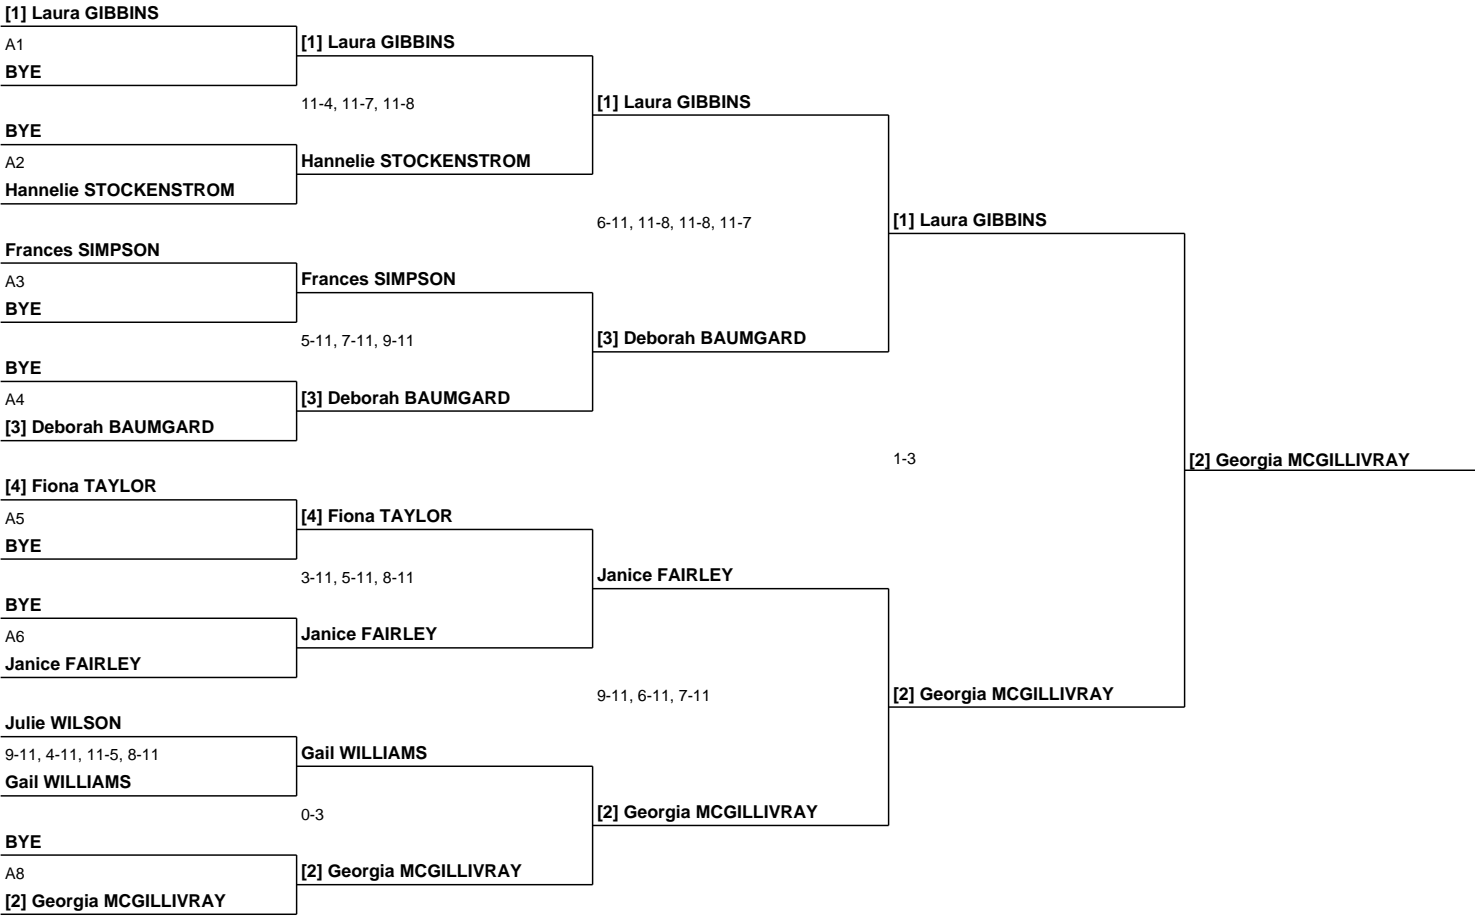 [1] Laura GIBBINS
A1
BYE
[1] Laura GIBBINS
11-4, 11-7, 11-8
BYE
A2
Hannelie STOCKENSTROM
Hannelie STOCKENSTROM
[1] Laura GIBBINS
6-11, 11-8, 11-8, 11-7
Frances SIMPSON
A3
BYE
Frances SIMPSON
5-11, 7-11, 9-11
BYE
A4
[3] Deborah BAUMGARD
[3] Deborah BAUMGARD
[3] Deborah BAUMGARD
[1] Laura GIBBINS
1-3
[4] Fiona TAYLOR
A5
BYE
[4] Fiona TAYLOR
3-11, 5-11, 8-11
BYE
A6
Janice FAIRLEY
Janice FAIRLEY
Janice FAIRLEY
9-11, 6-11, 7-11
Julie WILSON
9-11, 4-11, 11-5, 8-11
Gail WILLIAMS
Gail WILLIAMS
0-3
BYE
A8
[2] Georgia MCGILLIVRAY
[2] Georgia MCGILLIVRAY
[2] Georgia MCGILLIVRAY
[2] Georgia MCGILLIVRAY
[2] Georgia MCGILLIVRAY